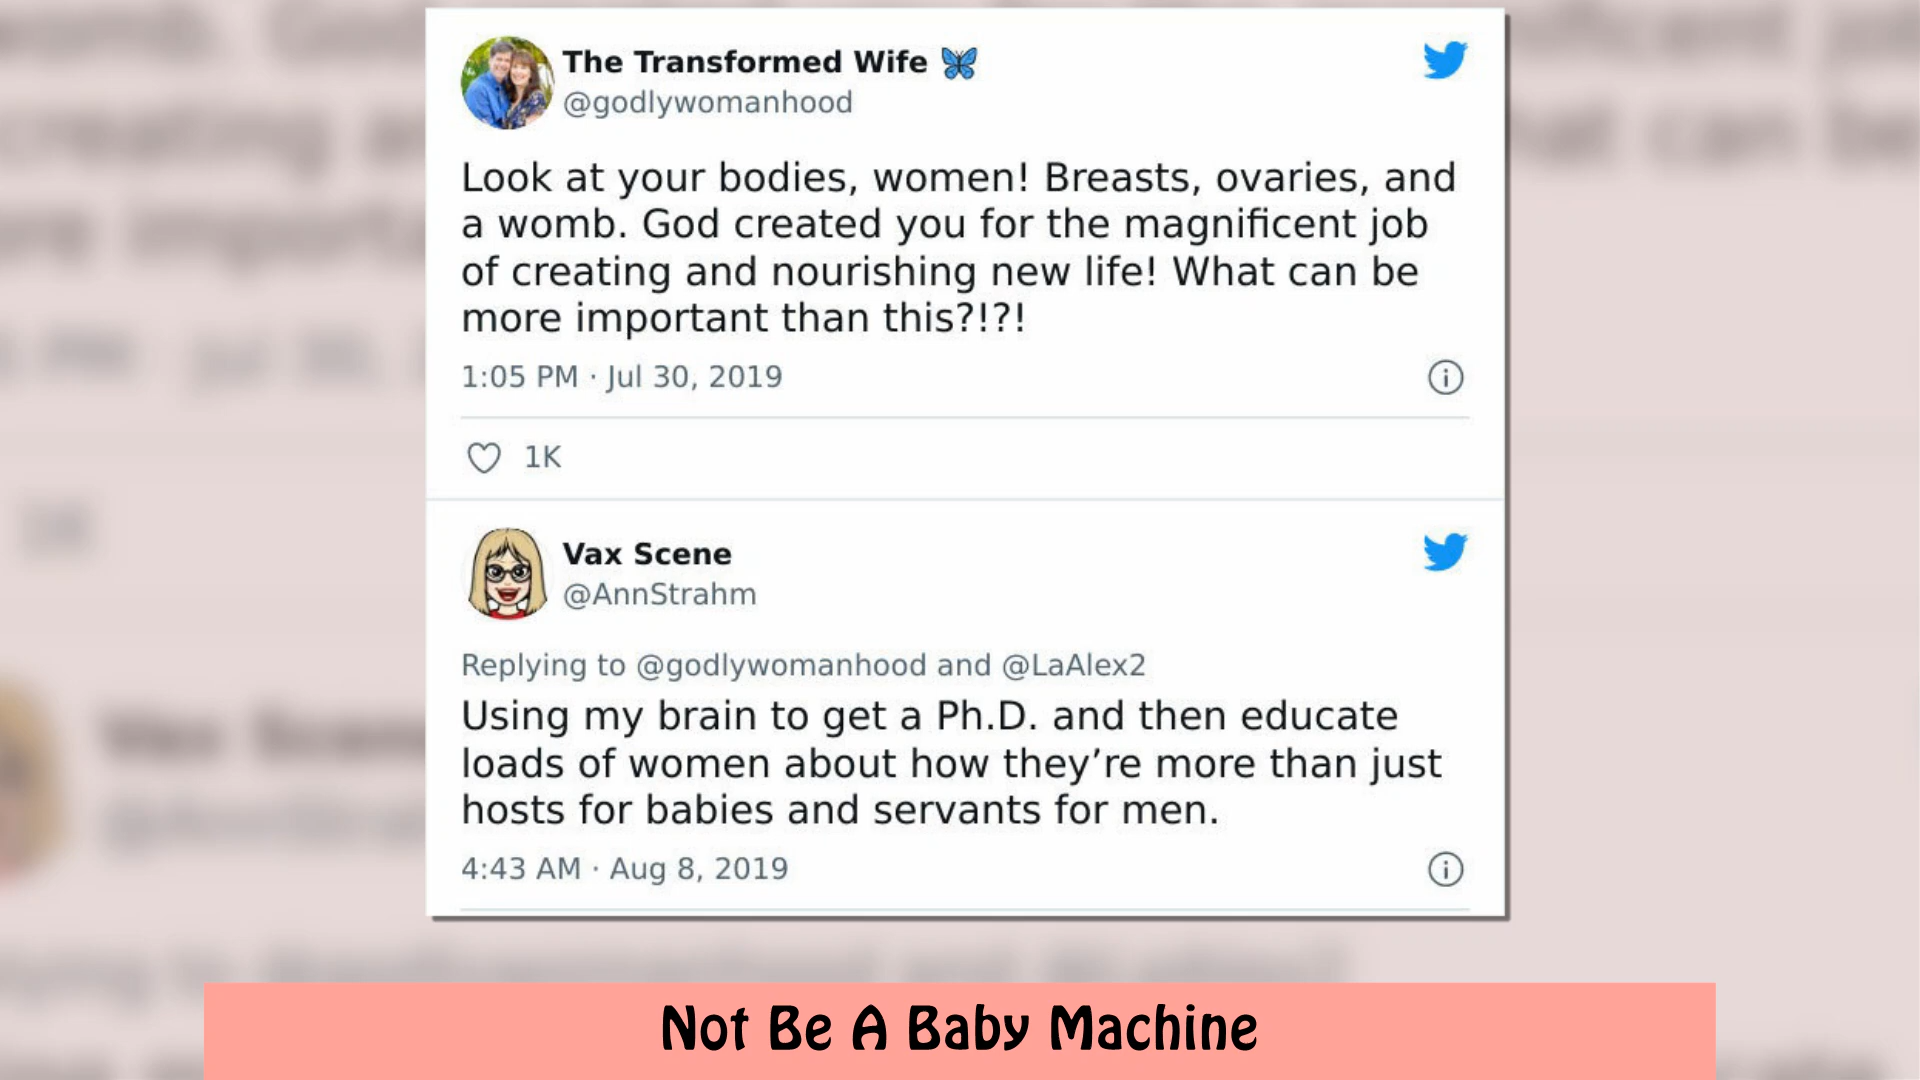 The Transformed Wife 🦋
@godlywomanhood
Look at your bodies, women! Breasts, ovaries, and
a womb. God created you for the magnificent job
of creating and nourishing new life! What can be
more important than this?!?!
1:05 PM · Jul 30, 2019
1K
Vax Scene
@AnnStrahm
Replying to @godlywomanhood and @LaAlex2
Using my brain to get a Ph.D. and then educate
loads of women about how they’re more than just
hosts for babies and servants for men.
4:43 AM · Aug 8, 2019
Not Be A Baby Machine